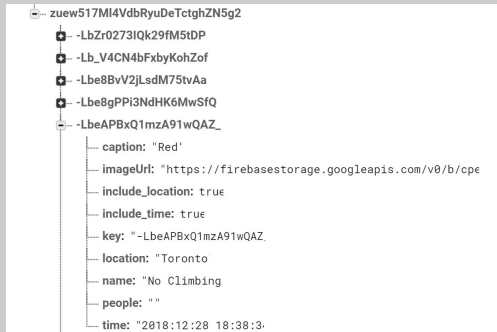 zuew517Ml4VdbRyuDeTctghZN5g2
-LbZr0273IQk29fM5tDP
-Lb_V4CN4bFxbyKohZof
-Lbe8BvV2jLsdM75tvAa
-Lbe8gPPi3NdHK6MwSfQ
-LbeAPBxQ1mzA91wQAZ_
caption: "Red'
imageUrl: "https://firebasestorage.googleapis.com/v0/b/cpe
include_location: true
include_time: true
key: "-LbeAPBxQ1mzA91wQAZ_
location: "Toronto
name: "No Climbing
people: ""
time: "2018:12:28 18:38:3